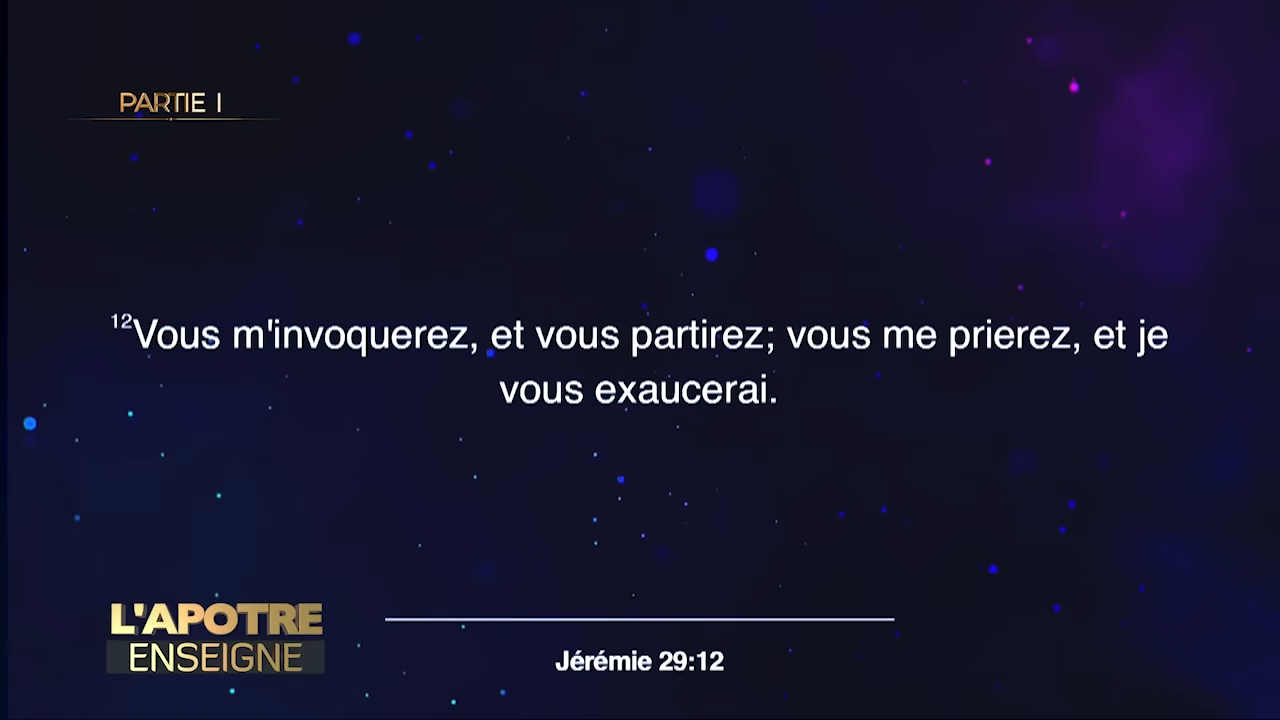 PARTIE I
12Vous m'invoquerez, et vous partirez; vous me prierez, et je
vous exaucerai.
L'APOTRE
ENSEIGNE
Jérémie 29:12